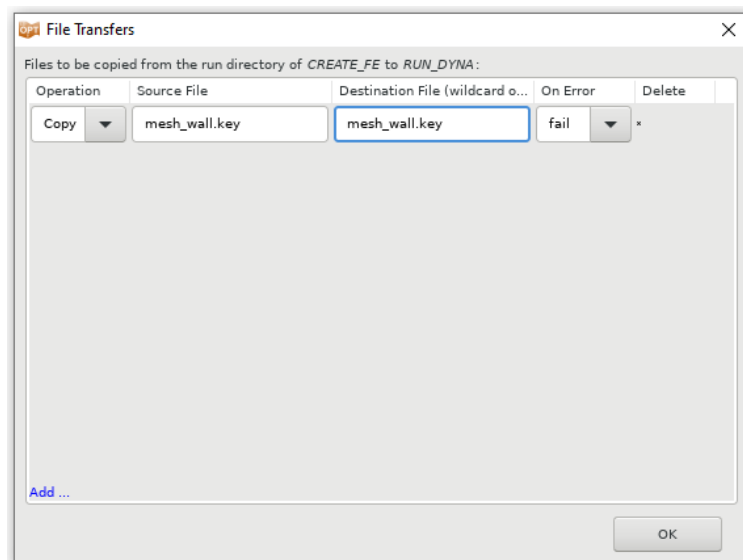 OPT File Transfers
Files to be copied from the run directory of CREATE_FE to RUN_DYNA:
Operation Source File Destination File (wildcard o... On Error Delete
Copy mesh_wall.key mesh_wall.key fail
Add ...
OK